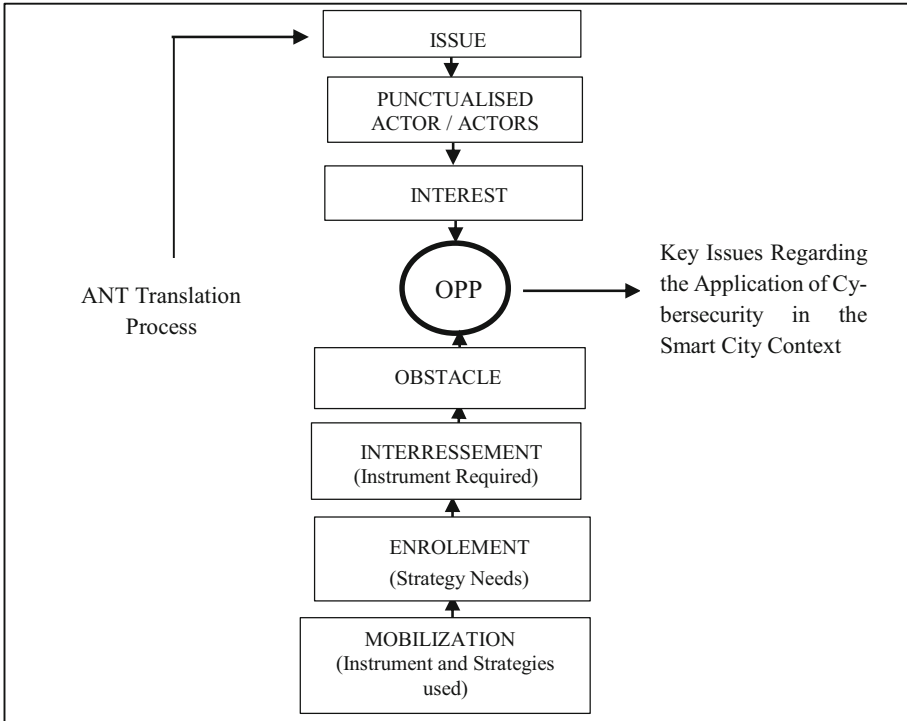 ISSUE
PUNCTUALISED
ACTOR / ACTORS
INTEREST
ANT Translation
Process
OPP
Key Issues Regarding
the Application of Cy-
bersecurity in the
Smart City Context
OBSTACLE
INTERRESSEMENT
(Instrument Required)
ENROLEMENT
(Strategy Needs)
MOBILIZATION
(Instrument and Strategies
used)